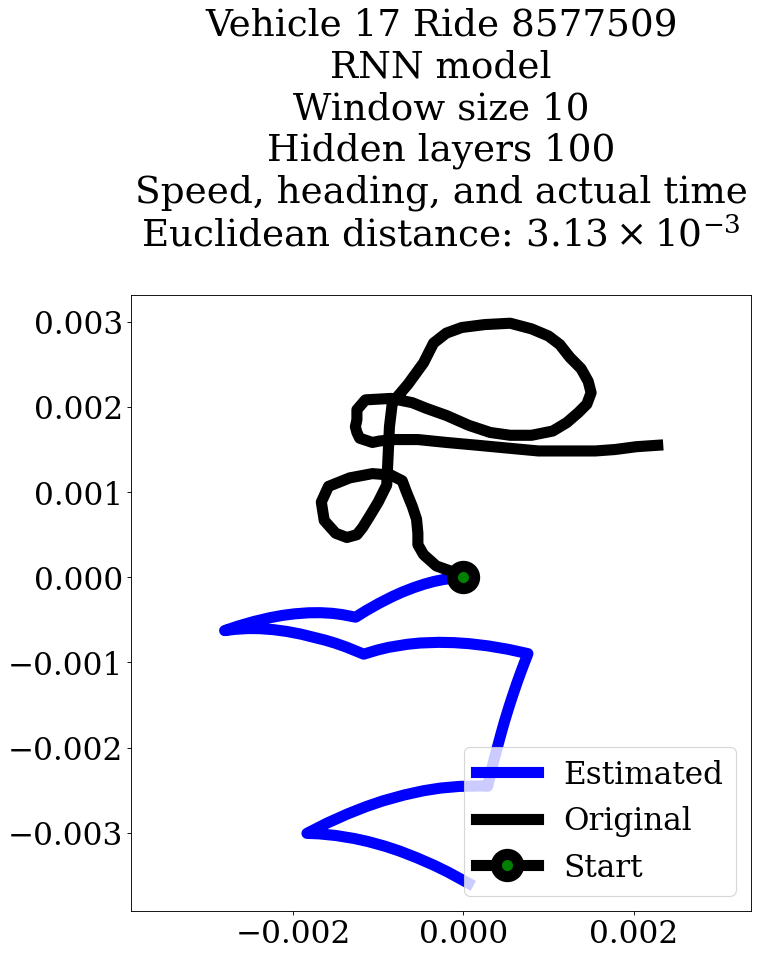 Vehicle 17 Ride 8577509
RNN model
Window size 10
Hidden layers 100
Speed, heading, and actual time
Euclidean distance: 3.13 × 10⁻³
0.003
0.002
0.001
0.000
−0.001
−0.002
−0.003
Estimated
Original
Start
−0.002 0.000 0.002